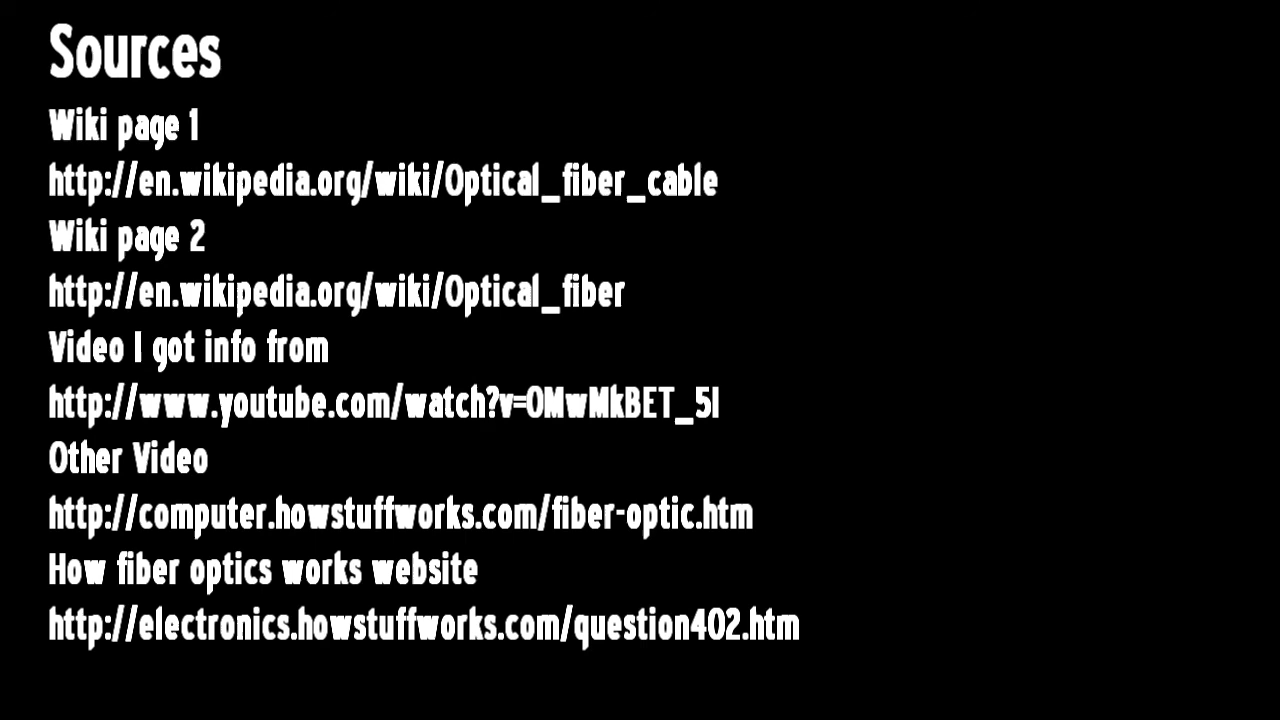 Sources
Wiki page 1
http://en.wikipedia.org/wiki/Optical_fiber_cable
Wiki page 2
http://en.wikipedia.org/wiki/Optical_fiber
Video I got info from
http://www.youtube.com/watch?v=0MwMkBET_5I
Other Video
http://computer.howstuffworks.com/fiber-optic.htm
How fiber optics works website
http://electronics.howstuffworks.com/question402.htm